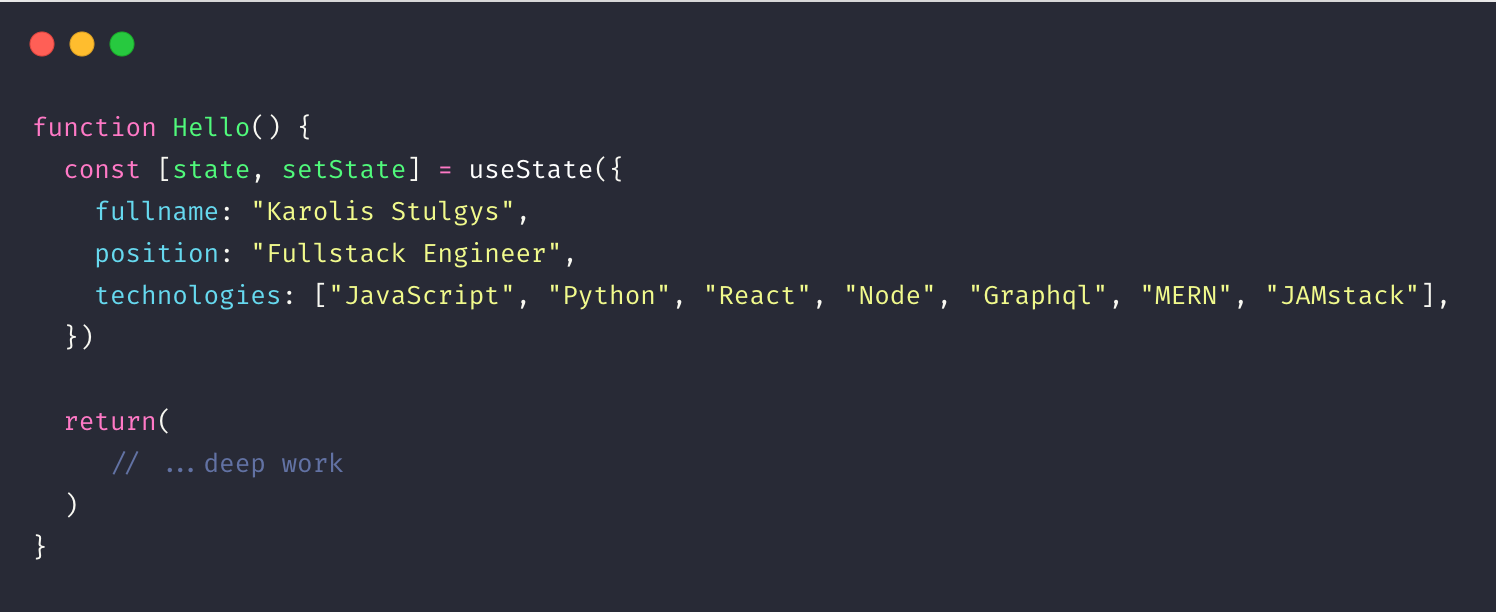 function Hello() {
  const [state, setState] = useState({
    fullname: "Karolis Stulgys",
    position: "Fullstack Engineer",
    technologies: ["JavaScript", "Python", "React", "Node", "Graphql", "MERN", "JAMstack"],
  })

  return(
     // ...deep work
  )
}